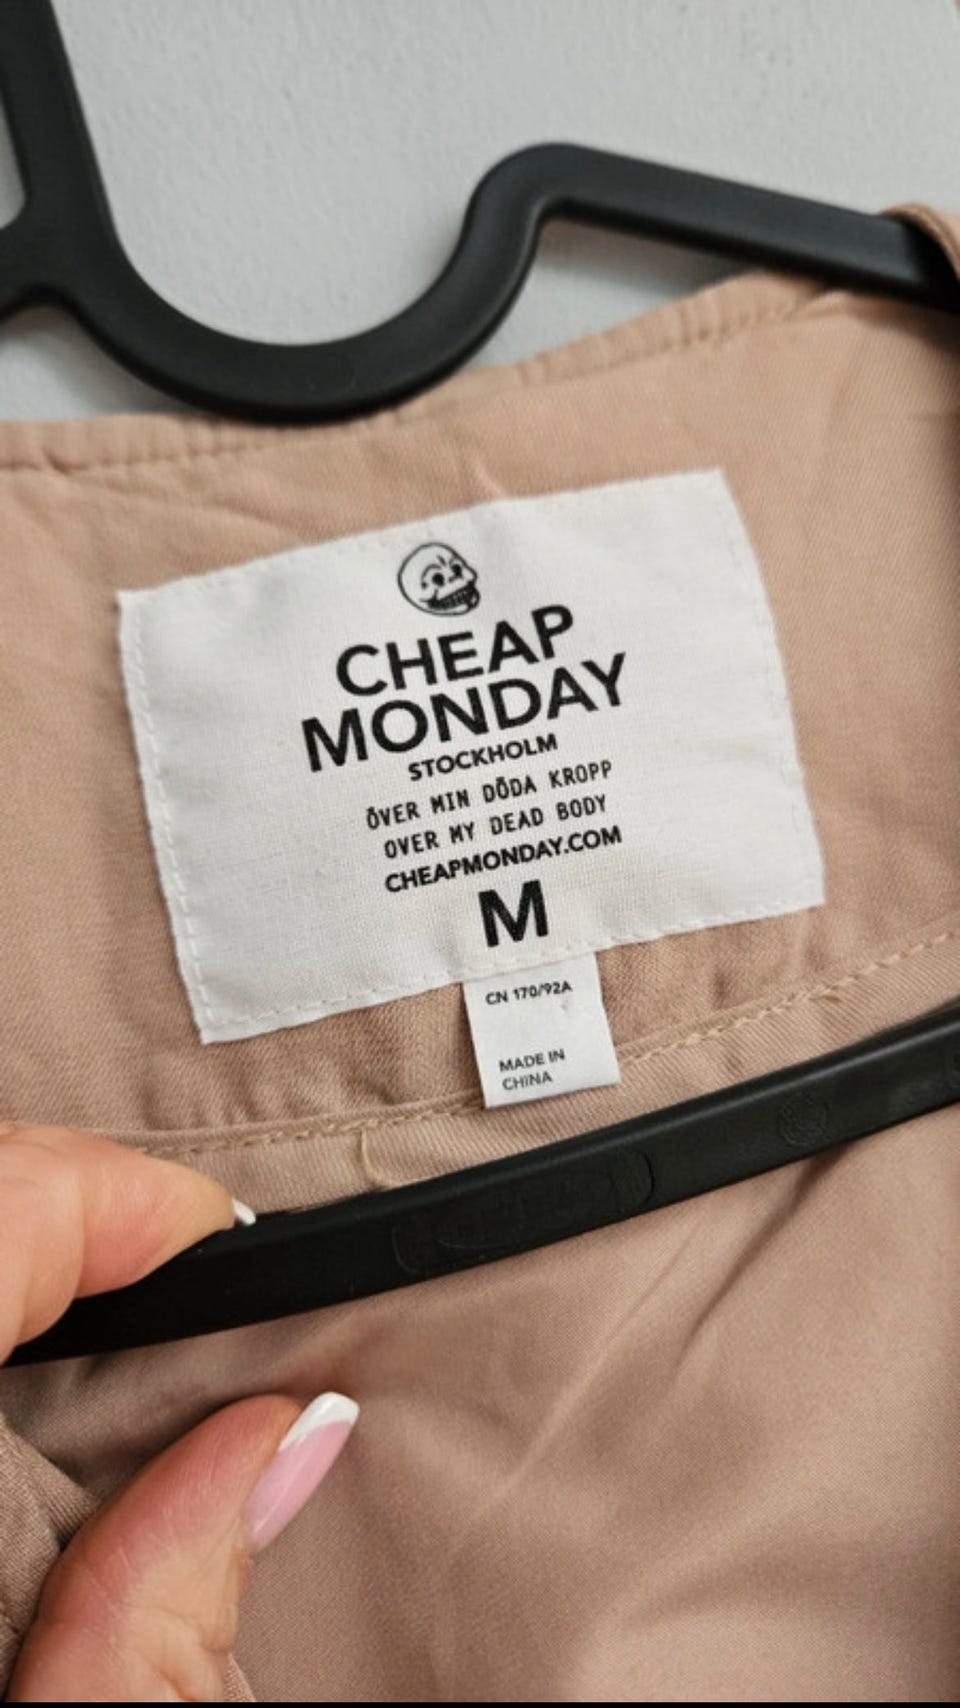 CHEAP
MONDAY
STOCKHOLM
ÖVER MIN DÖDA KROPP
OVER MY DEAD BODY
CHEAPMONDAY.COM
M
CN 170/92A
MADE IN
CHINA